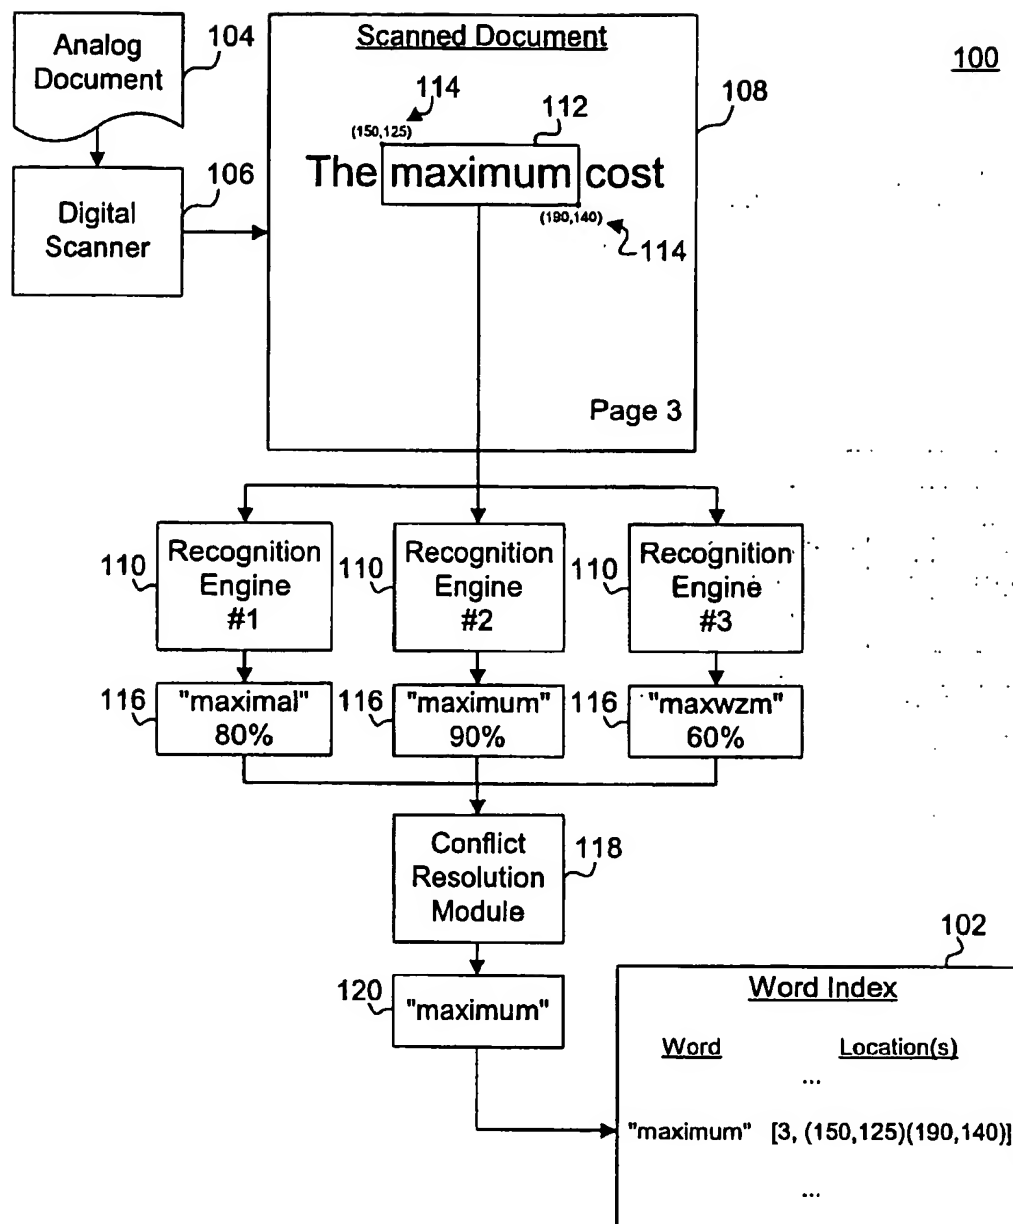 Analog
Document
104
Scanned Document
100
108
114
112
(150,125)
106
The maximum cost
Digital
Scanner
(190,140)
114
Page 3
110
Recognition
Engine
#1
110
Recognition
Engine
#2
110
Recognition
Engine
#3
116
"maximal"
80%
116
"maximum"
90%
116
"maxwzm"
60%
Conflict
Resolution
Module
118
102
120
"maximum"
Word Index
Word Location(s)
...
"maximum" [3, (150,125)(190,140)]
...